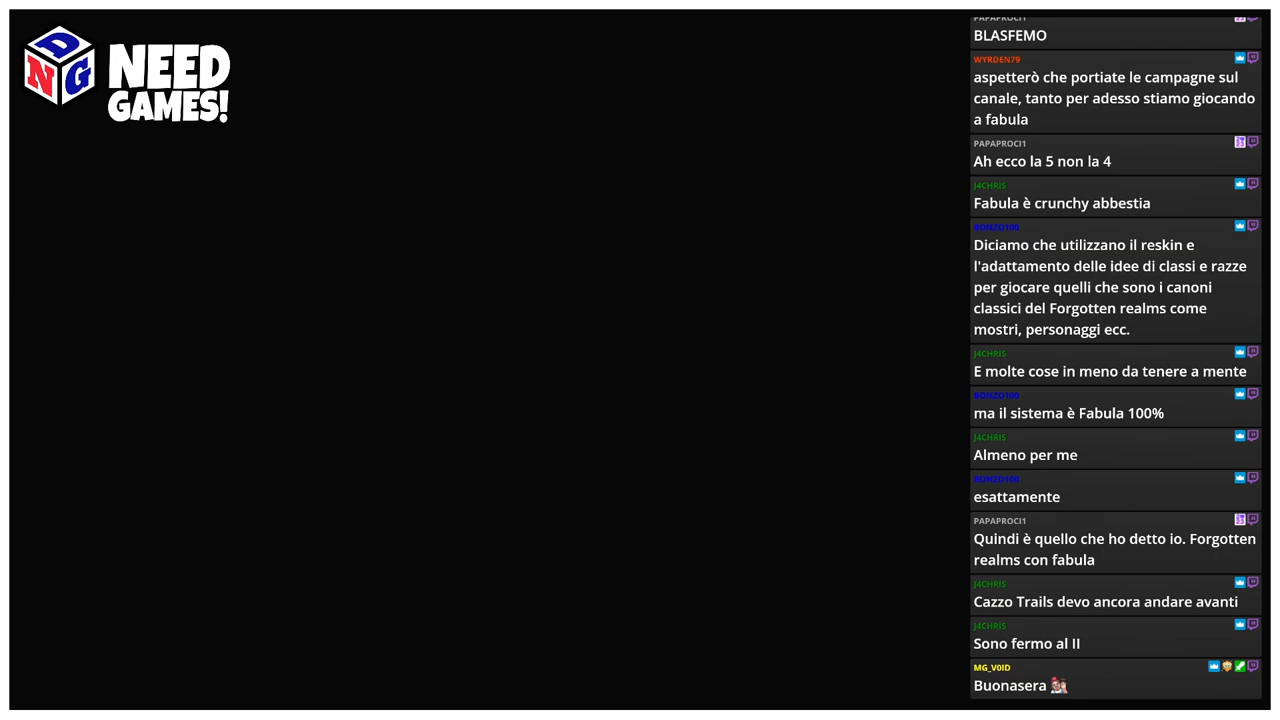 D
N G
NEED
GAMES!
PAPAPROCI1
BLASFEMO
WYRDEN79
aspetterò che portiate le campagne sul
canale, tanto per adesso stiamo giocando
a fabula
PAPAPROCI1
Ah ecco la 5 non la 4
J4CHRIS
Fabula è crunchy abbestia
BONZO100
Diciamo che utilizzano il reskin e
l'adattamento delle idee di classi e razze
per giocare quelli che sono i canoni
classici del Forgotten realms come
mostri, personaggi ecc.
J4CHRIS
E molte cose in meno da tenere a mente
BONZO100
ma il sistema è Fabula 100%
J4CHRIS
Almeno per me
BONZO100
esattamente
PAPAPROCI1
Quindi è quello che ho detto io. Forgotten
realms con fabula
J4CHRIS
Cazzo Trails devo ancora andare avanti
J4CHRIS
Sono fermo al II
MG_V0ID
Buonasera